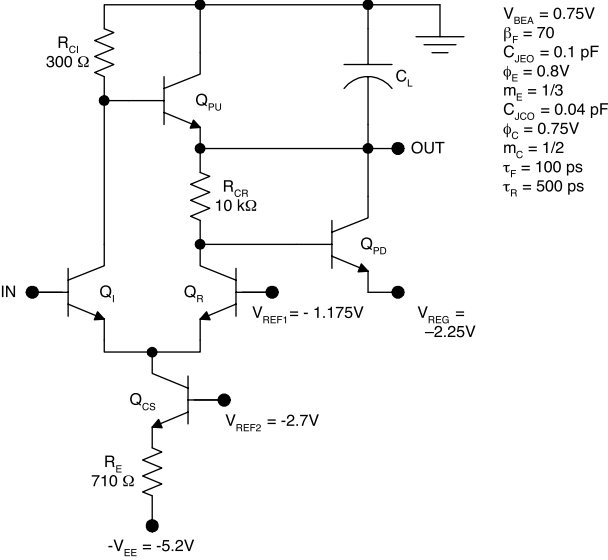 R_CI
300 Ω
Q_PU
C_L
OUT
R_CR
10 kΩ
Q_PD
IN
Q_I
Q_R
V_REF1 = - 1.175V
V_REG =
–2.25V
Q_CS
V_REF2 = -2.7V
R_E
710 Ω
-V_EE = -5.2V
V_BEA = 0.75V
β_F = 70
C_JEO = 0.1 pF
ϕ_E = 0.8V
m_E = 1/3
C_JCO = 0.04 pF
ϕ_C = 0.75V
m_C = 1/2
τ_F = 100 ps
τ_R = 500 ps